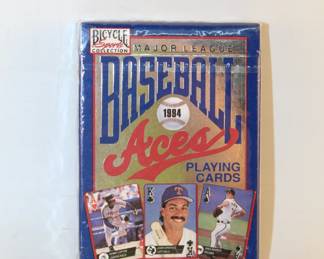 BICYCLE
Sports
COLLECTION
MAJOR LEAGUE
BASEBALL
1994
Aces
PLAYING
CARDS
K